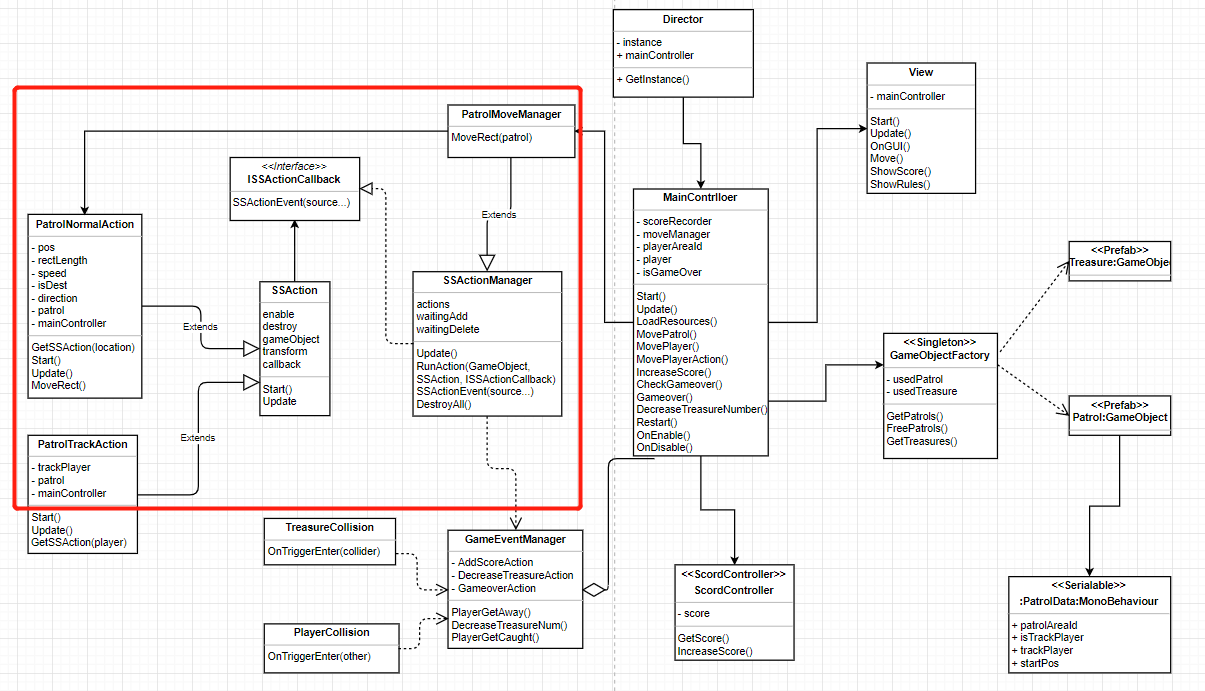 Director
- instance
+ mainController
+ GetInstance()
View
- mainController
Start()
Update()
OnGUI()
Move()
ShowScore()
ShowRules()
PatrolMoveManager
MoveRect(patrol)
<<Interface>>
ISSActionCallback
SSActionEvent(source...)
Extends
MainContrlloer
- scoreRecorder
- moveManager
- playerAreaId
- player
- isGameOver
Start()
Update()
LoadResources()
MovePatrol()
MovePlayer()
MovePlayerAction()
IncreaseScore()
CheckGameover()
Gameover()
DecreaseTreasureNumber()
Restart()
OnEnable()
OnDisable()
PatrolNormalAction
- pos
- rectLength
- speed
- isDest
- direction
- patrol
- mainController
GetSSAction(location)
Start()
Update()
MoveRect()
Extends
SSAction
enable
destroy
gameObject
transform
callback
Start()
Update
SSActionManager
actions
waitingAdd
waitingDelete
Update()
RunAction(GameObject,
SSAction, ISSActionCallback)
SSActionEvent(source...)
DestroyAll()
<<Prefab>>
Treasure:GameObje
<<Singleton>>
GameObjectFactory
- usedPatrol
- usedTreasure
GetPatrols()
FreePatrols()
GetTreasures()
<<Prefab>>
Patrol:GameObject
Extends
PatrolTrackAction
- trackPlayer
- patrol
- mainController
Start()
Update()
GetSSAction(player)
TreasureCollision
OnTriggerEnter(collider)
GameEventManager
- AddScoreAction
- DecreaseTreasureAction
- GameoverAction
PlayerGetAway()
DecreaseTreasureNum()
PlayerGetCaught()
PlayerCollision
OnTriggerEnter(other)
<<ScordController>>
ScordController
- score
GetScore()
IncreaseScore()
<<Serialable>>
:PatrolData:MonoBehaviour
+ patrolAreaId
+ isTrackPlayer
+ trackPlayer
+ startPos